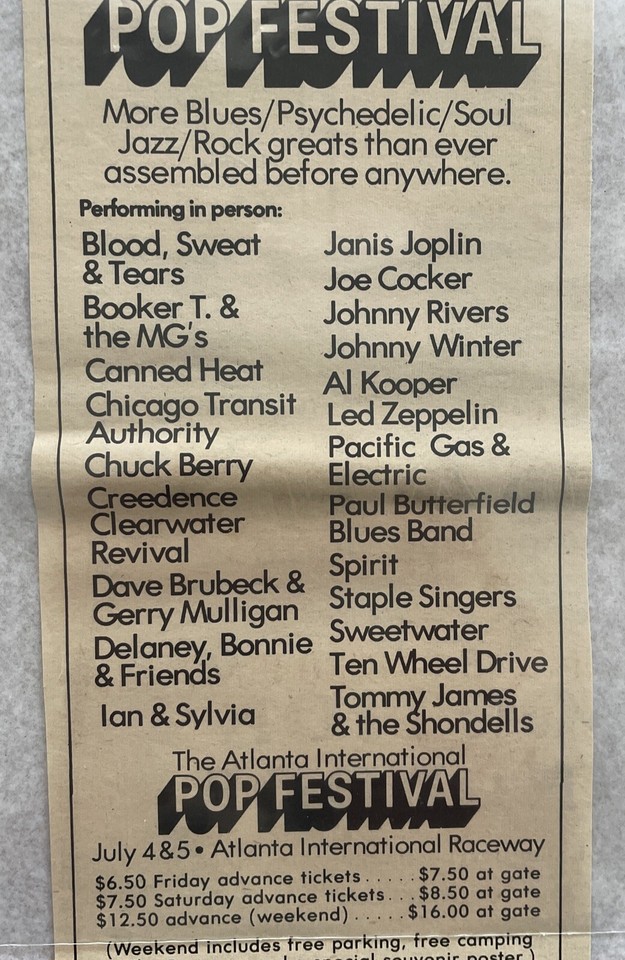 POP FESTIVAL
More Blues/Psychedelic/Soul
Jazz/Rock greats than ever
assembled before anywhere.
Performing in person:
Blood, Sweat
& Tears
Booker T. &
the MG's
Canned Heat
Chicago Transit
Authority
Chuck Berry
Creedence
Clearwater
Revival
Dave Brubeck &
Gerry Mulligan
Delaney, Bonnie
& Friends
Ian & Sylvia
Janis Joplin
Joe Cocker
Johnny Rivers
Johnny Winter
Al Kooper
Led Zeppelin
Pacific Gas &
Electric
Paul Butterfield
Blues Band
Spirit
Staple Singers
Sweetwater
Ten Wheel Drive
Tommy James
& the Shondells
The Atlanta International
POP FESTIVAL
July 4&5 • Atlanta International Raceway
$6.50 Friday advance tickets.....$7.50 at gate
$7.50 Saturday advance tickets...$8.50 at gate
$12.50 advance (weekend).....$16.00 at gate
(Weekend includes free parking, free camping
special souvenir poster.)